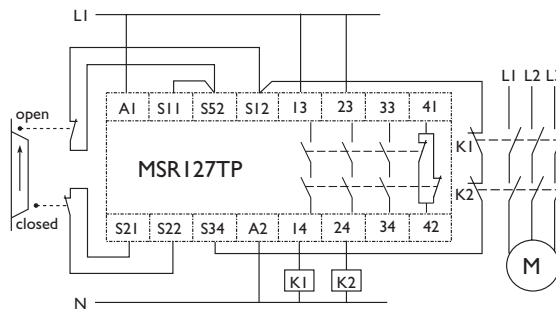 L1
L1 L2 L3
A1 S11 S52 S12 13 23 33 41
open
K1
MSR127TP
K2
closed
S21 S22 S34 A2 14 24 34 42
K1 K2
M
N